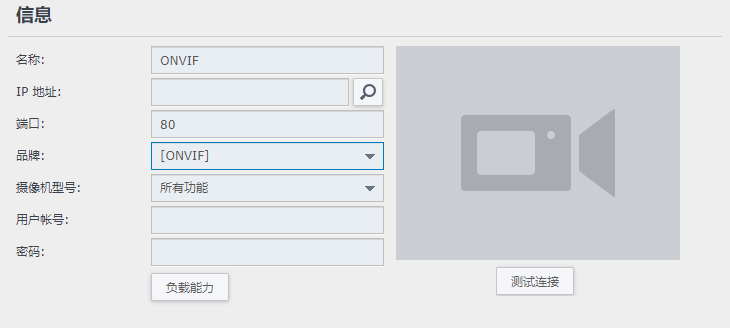 信息
名称: ONVIF
IP 地址:
端口: 80
品牌: [ONVIF]
摄像机型号: 所有功能
用户帐号:
密码:
负载能力 测试连接